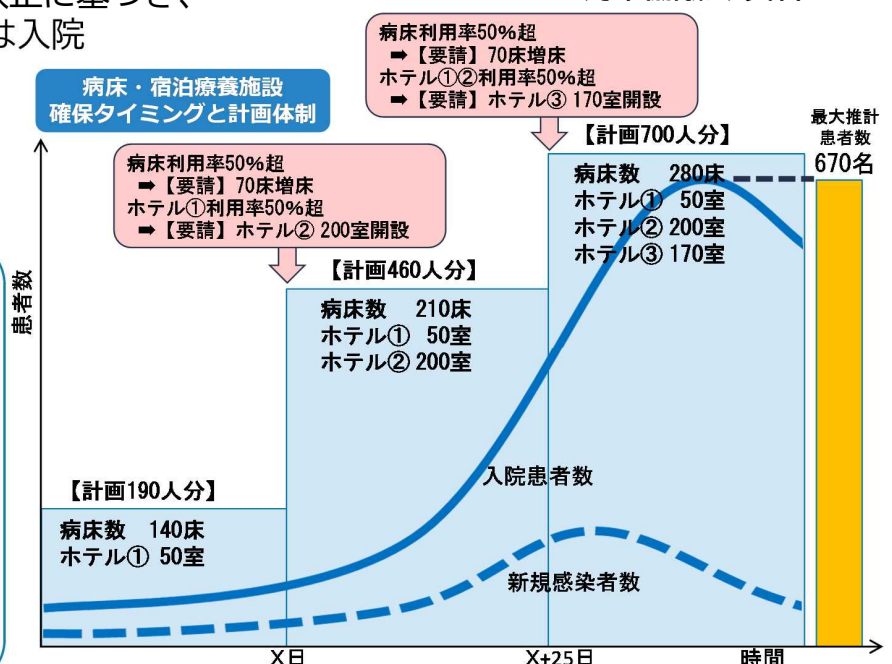 は入院
病床・宿泊療養施設
確保タイミングと計画体制
病床利用率50%超
➡【要請】70床増床
ホテル①②利用率50%超
➡【要請】ホテル③ 170室開設
病床利用率50%超
➡【要請】70床増床
ホテル①利用率50%超
➡【要請】ホテル② 200室開設
【計画700人分】
最大推計
患者数
670名
病床数 280床
ホテル① 50室
ホテル② 200室
ホテル③ 170室
【計画460人分】
病床数 210床
ホテル① 50室
ホテル② 200室
患者数
【計画190人分】
病床数 140床
ホテル① 50室
入院患者数
新規感染者数
X日
X+25日
時間